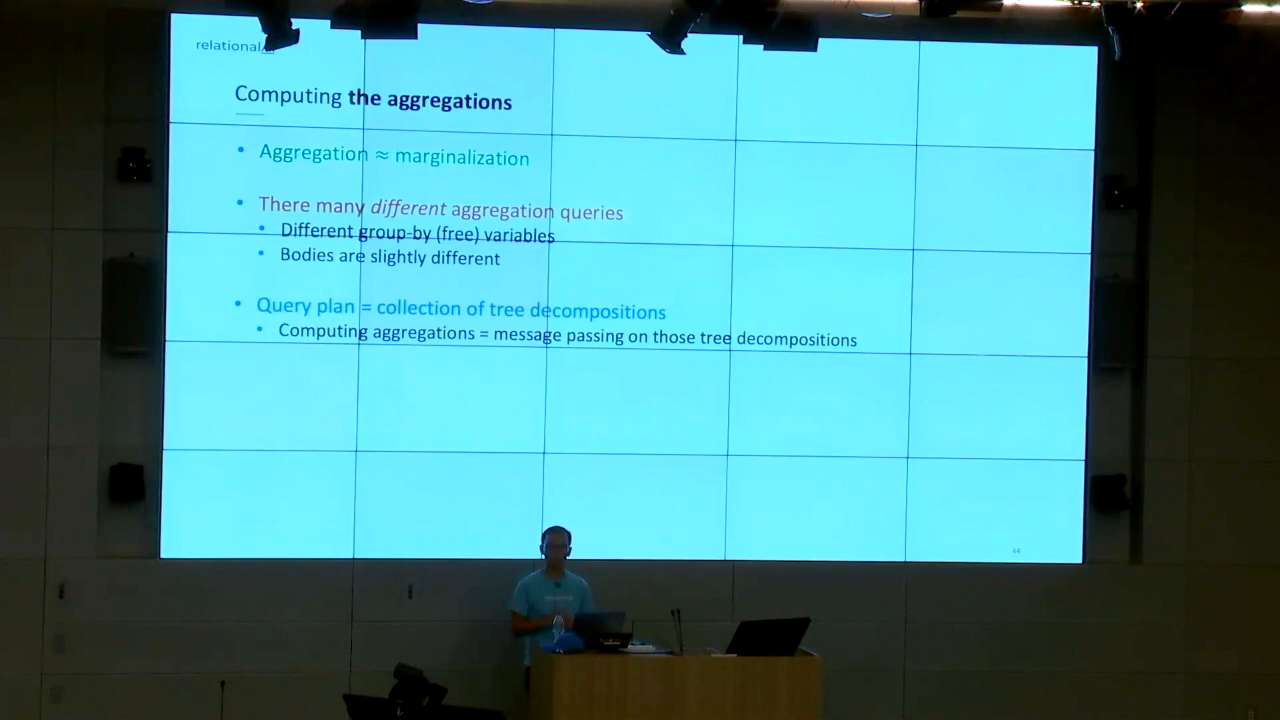 relational
Computing the aggregations
• Aggregation ≈ marginalization
• There many different aggregation queries
• Different group-by (free) variables
• Bodies are slightly different
• Query plan = collection of tree decompositions
• Computing aggregations = message passing on those tree decompositions
44